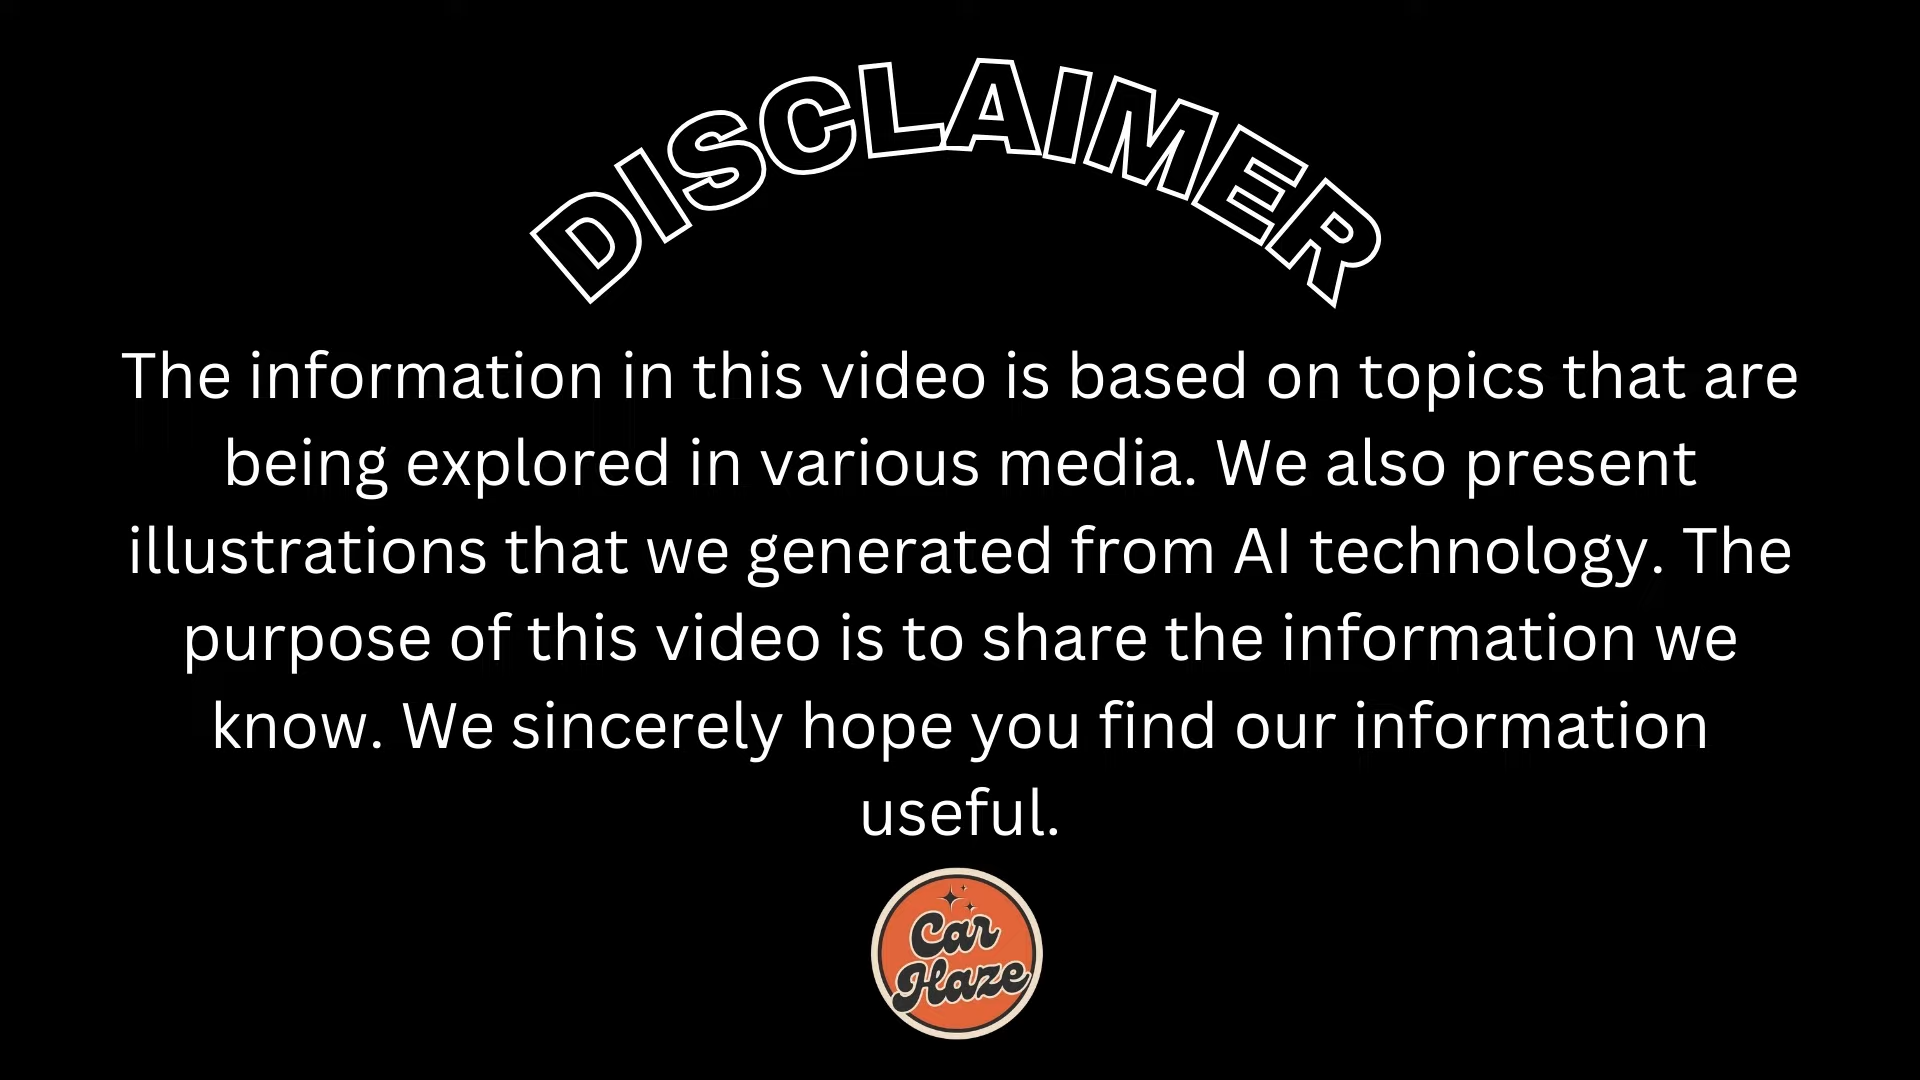 DISCLAIMER
The information in this video is based on topics that are
being explored in various media. We also present
illustrations that we generated from AI technology. The
purpose of this video is to share the information we
know. We sincerely hope you find our information
useful.
Car
Haze